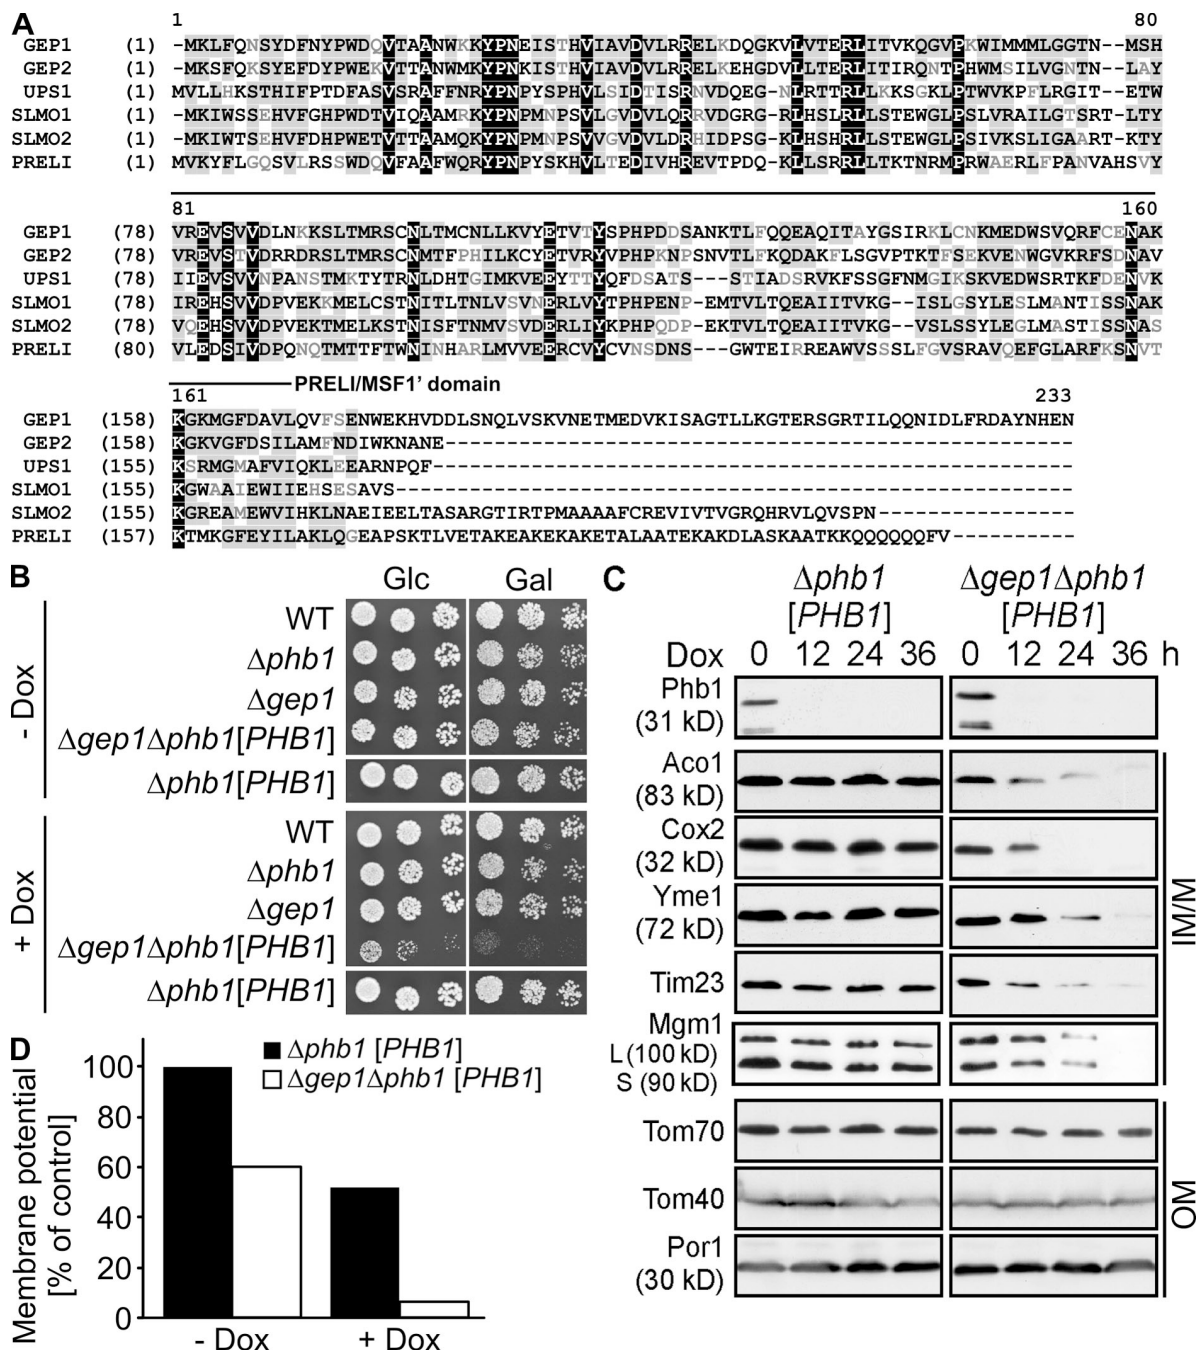 A
1 80
GEP1 (1) -MKLFQNSYDFNYPWDQVTAANWKKYPNEISTHVIAVDVLRRELKDQGKVLVTERLITVKQGVPKWIMMMLGGTN--MSH
GEP2 (1) -MKSFQKSYEFDYPWEKVTTANWMKYPNKISTHVIAVDVLRRELKEHGDVLLTERLITIRQNTPHWMSILVGNTN--LAY
UPS1 (1) MVLLHKSTHIFPTDFASVSRAFFNRYPNPYSPHVLSIDTISRNVDQEG-NLRTTRLLKKSGKLPTWVKPFLRGIT--ETW
SLMO1 (1) -MKIWSSEHVFGHPWDTVIQAAMRKYPNPMNPSVLGVDVLQRRVDGRG-RLHSLRLLSTEWGLPSLVRAILGTSRT-LTY
SLMO2 (1) -MKIWTSEHVFDHPWETVTTAAMQKYPNPMNPSVVGVDVLDRHIDPSG-KLHSHRLLSTEWGLPSIVKSLIGAART-KTY
PRELI (1) MVKYFLGQSVLRSSWDQVFAAFWQRYPNPYSKHVLTEDIVHREVTPDQ-KLLSRRLLTKTNRMPRWAERLFPANVAHSVY
81 160
GEP1 (78) VREVSVVDLNKKSLTMRSCNLTMCNLLKVYETVTYSPHPDDSANKTLFQQEAQITAYGSIRKLCNKMEDWSVQRFCENAK
GEP2 (78) VREVSTVDRRDRSLTMRSCNMTFPHILKCYETVRYVPHPKNPSNVTLFKQDAKFLSGVPTKTFSEKVENWGVKRFSDNAV
UPS1 (78) IIEVSVVNPANSTMKTYTRNLDHTGIMKVEEYTTYQFDSATS---STIADSRVKFSSGFNMGIKSKVEDWSRTKFDENVK
SLMO1 (78) IREHSVVDPVEKKMELCSTNITLTNLVSVNERLVYTPHPENP-EMTVLTQEAIITVKG--ISLGSYLESLMANTISSNAK
SLMO2 (78) VQEHSVVDPVEKTMELKSTNISFTNMVSVDERLIYKPHPQDP-EKTVLTQEAIITVKG--VSLSSYLEGLMASTISSNAS
PRELI (80) VLEDSIVDPQNQTMTTFTWNINHARLMVVEERCVYCVNSDNS---GWTEIRREAWVSSSLFGVSRAVQEFGLARFKSNVT
PRELI/MSF1' domain
161 233
GEP1 (158) KGKMGFDAVLQVFSENWEKHVDDLSNQLVSKVNETMEDVKISAGTLLKGTERSGRTILQQNIDLFRDAYNHEN
GEP2 (158) KGKVGFDSILAMFNDIWKNANE---------------------------------------------------
UPS1 (155) KSRMGMAFVIQKLEEARNPQF----------------------------------------------------
SLMO1 (155) KGWAAIEWIIEHSESAVS-------------------------------------------------------
SLMO2 (155) KGREAMEWVIHKLNAEIEELTASARGTIRTPMAAAAFCREVIVTVGRQHRVLQVSPN----------------
PRELI (157) KTMKGFEYILAKLQGEAPSKTLVETAKEAKEKAKETALAATEKAKDLASKAATKKQQQQQQFV----------
B
Glc Gal
- Dox
WT
Δphb1
Δgep1
Δgep1Δphb1[PHB1]
Δphb1[PHB1]
+ Dox
WT
Δphb1
Δgep1
Δgep1Δphb1[PHB1]
Δphb1[PHB1]
C
Δphb1 Δgep1Δphb1
[PHB1] [PHB1]
Dox 0 12 24 36 0 12 24 36 h
Phb1
(31 kD)
Aco1
(83 kD)
Cox2
(32 kD)
Yme1
(72 kD)
Tim23
Mgm1
L (100 kD)
S (90 kD)
IM/M
Tom70
Tom40
Por1
(30 kD)
OM
D
Membrane potential
[% of control]
100
80
60
40
20
0
Δphb1 [PHB1]
Δgep1Δphb1 [PHB1]
- Dox + Dox